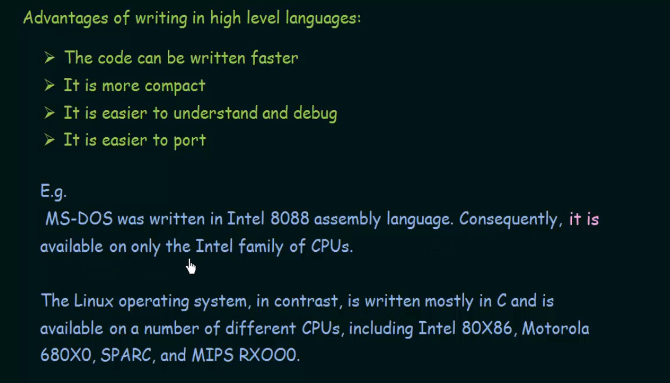 Advantages of writing in high level languages:
➢ The code can be written faster
➢ It is more compact
➢ It is easier to understand and debug
➢ It is easier to port
E.g.
MS-DOS was written in Intel 8088 assembly language. Consequently, it is
available on only the Intel family of CPUs.
The Linux operating system, in contrast, is written mostly in C and is
available on a number of different CPUs, including Intel 80X86, Motorola
680X0, SPARC, and MIPS RXOO0.